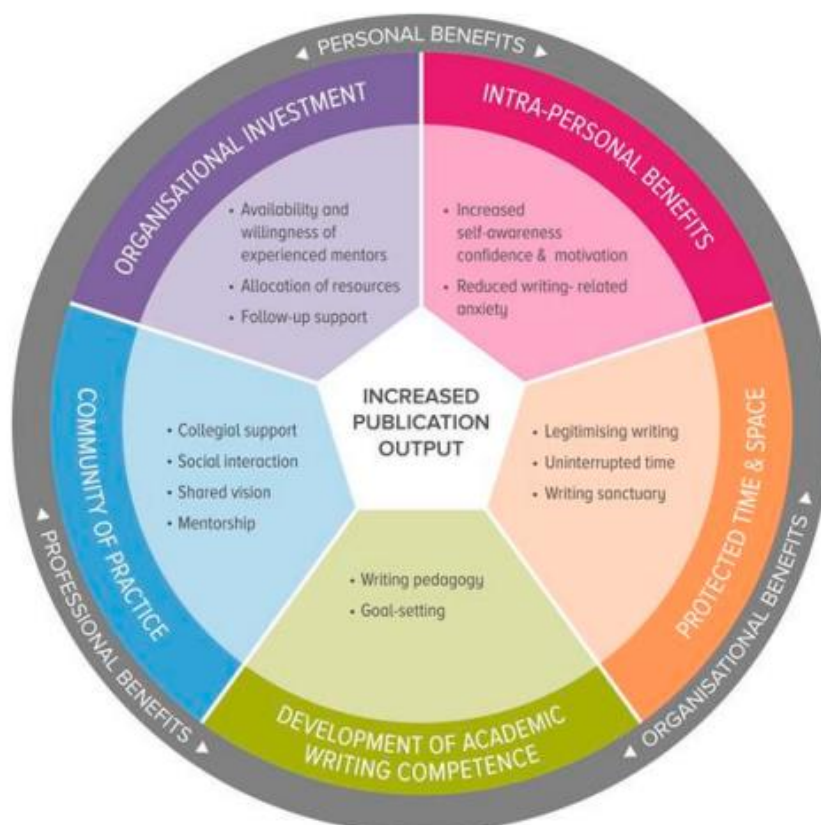 ◄ PERSONAL BENEFITS ►
ORGANISATIONAL INVESTMENT
• Availability and
willingness of
experienced mentors
• Allocation of resources
• Follow-up support
INTRA-PERSONAL BENEFITS
• Increased
self-awareness
confidence & motivation
• Reduced writing- related
anxiety
INCREASED
PUBLICATION
OUTPUT
COMMUNITY OF PRACTICE
• Collegial support
• Social interaction
• Shared vision
• Mentorship
PROTECTED TIME & SPACE
• Legitimising writing
• Uninterrupted time
• Writing sanctuary
• Writing pedagogy
• Goal-setting
DEVELOPMENT OF ACADEMIC
WRITING COMPETENCE
◄ PROFESSIONAL BENEFITS ►
◄ ORGANISATIONAL BENEFITS ►